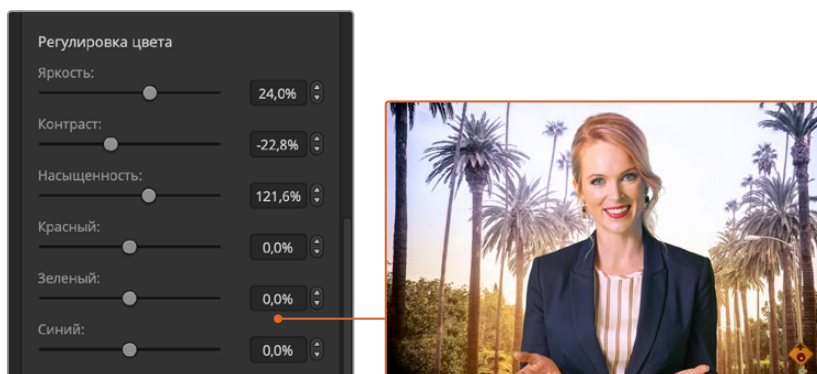 Регулировка цвета
Яркость:
24,0%
Контраст:
-22,8%
Насыщенность:
121,6%
Красный:
0,0%
Зеленый:
0,0%
Синий:
0,0%